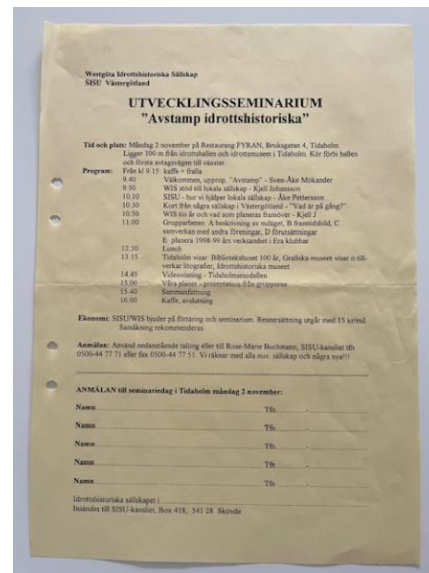 Westgöta Idrottshistoriska Sällskap
SISU Västergötland
UTVECKLINGSSEMINARIUM
"Avstamp idrottshistoriska"
Tid och plats: Måndag 2 november på Restaurang FYRAN, Bruksgatan 4, Tidaholm.
Ligger 100 m från idrottshallen och idrottsmuseet i Tidaholm. Kör förbi hallen
och första avtagsvägen till vänster.
Program: Från kl 9.15 kaffe + fralla
9.40 Välkommen, upprop. "Avstamp" - Sven-Åke Mökander
9.50 WIS stöd till lokala sällskap - Kjell Johansson
10.10 SISU - hur vi hjälper lokala sällskap - Åke Pettersson
10.30 Kort från några sällskap i Västergötland - "Vad är på gång?"
10.50 WIS tio år och vad som planeras framöver - Kjell J
11.00 Grupparbeten: A beskrivning av nuläget, B framtidsbild, C
samverkan med andra föreningar, D förutsättningar
E planera 1998-99 års verksamhet i Era klubbar
12.30 Lunch
13.15 Tidaholm visar: Bibliotekshuset 100 år, Grafiska museet visar o till-
verkar litografier, Idrottshistoriska museet
14.45 Videovisning - Tidaholmsmodellen
15.00 Våra planer - presentation från grupperna
15.40 Sammanfattning
16.00 Kaffe, avslutning
Ekonomi: SISU/WIS bjuder på förtäring och seminarium. Reseersättning utgår med 15 kr/mil.
Samåkning rekommenderas.
Anmälan: Använd nedanstående talong eller till Rose-Marie Buchmann, SISU-kansliet tfn
0500-44 77 71 eller fax 0500-44 77 51. Vi räknar med alla nuv. sällskap och några nya!!!
ANMÄLAN till seminariedag i Tidaholm måndag 2 november:
Namn Tfn
Namn Tfn
Namn Tfn
Namn Tfn
Namn Tfn
Idrottshistoriska sällskapet i
Insändes till SISU-kansliet, Box 418, 541 28 Skövde